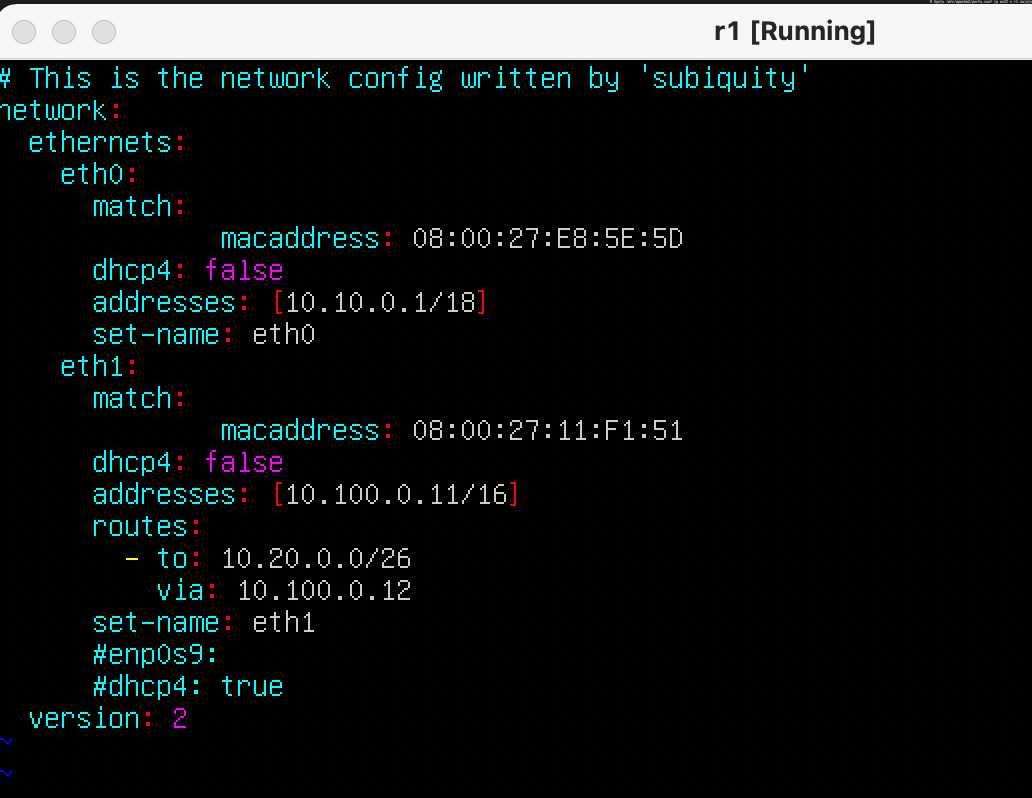 r1 [Running]
# This is the network config written by 'subiquity'
network:
  ethernets:
    eth0:
      match:
              macaddress: 08:00:27:E8:5E:5D
      dhcp4: false
      addresses: [10.10.0.1/18]
      set-name: eth0
    eth1:
      match:
              macaddress: 08:00:27:11:F1:51
      dhcp4: false
      addresses: [10.100.0.11/16]
      routes:
        - to: 10.20.0.0/26
          via: 10.100.0.12
      set-name: eth1
      #enp0s9:
      #dhcp4: true
  version: 2
~
~